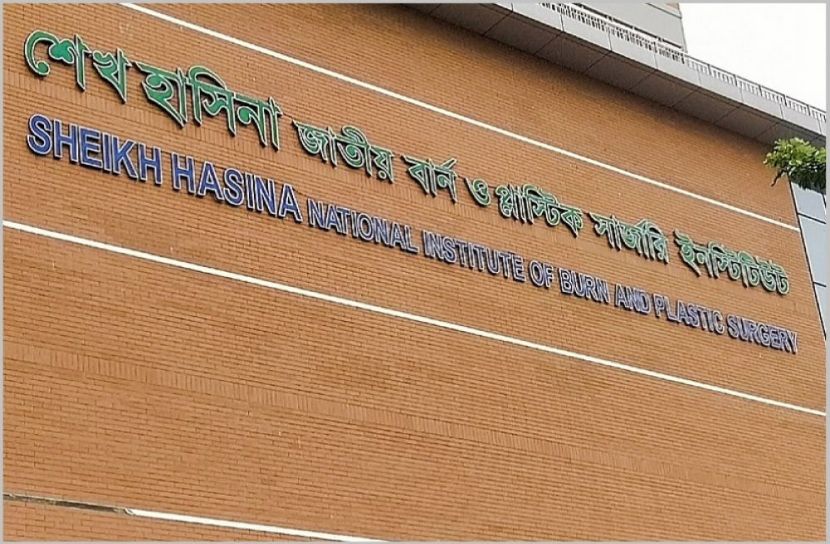 শেখ হাসিনা জাতীয় বার্ন ও প্লাস্টিক সার্জারি ইনস্টিটিউট
SHEIKH HASINA NATIONAL INSTITUTE OF BURN AND PLASTIC SURGERY